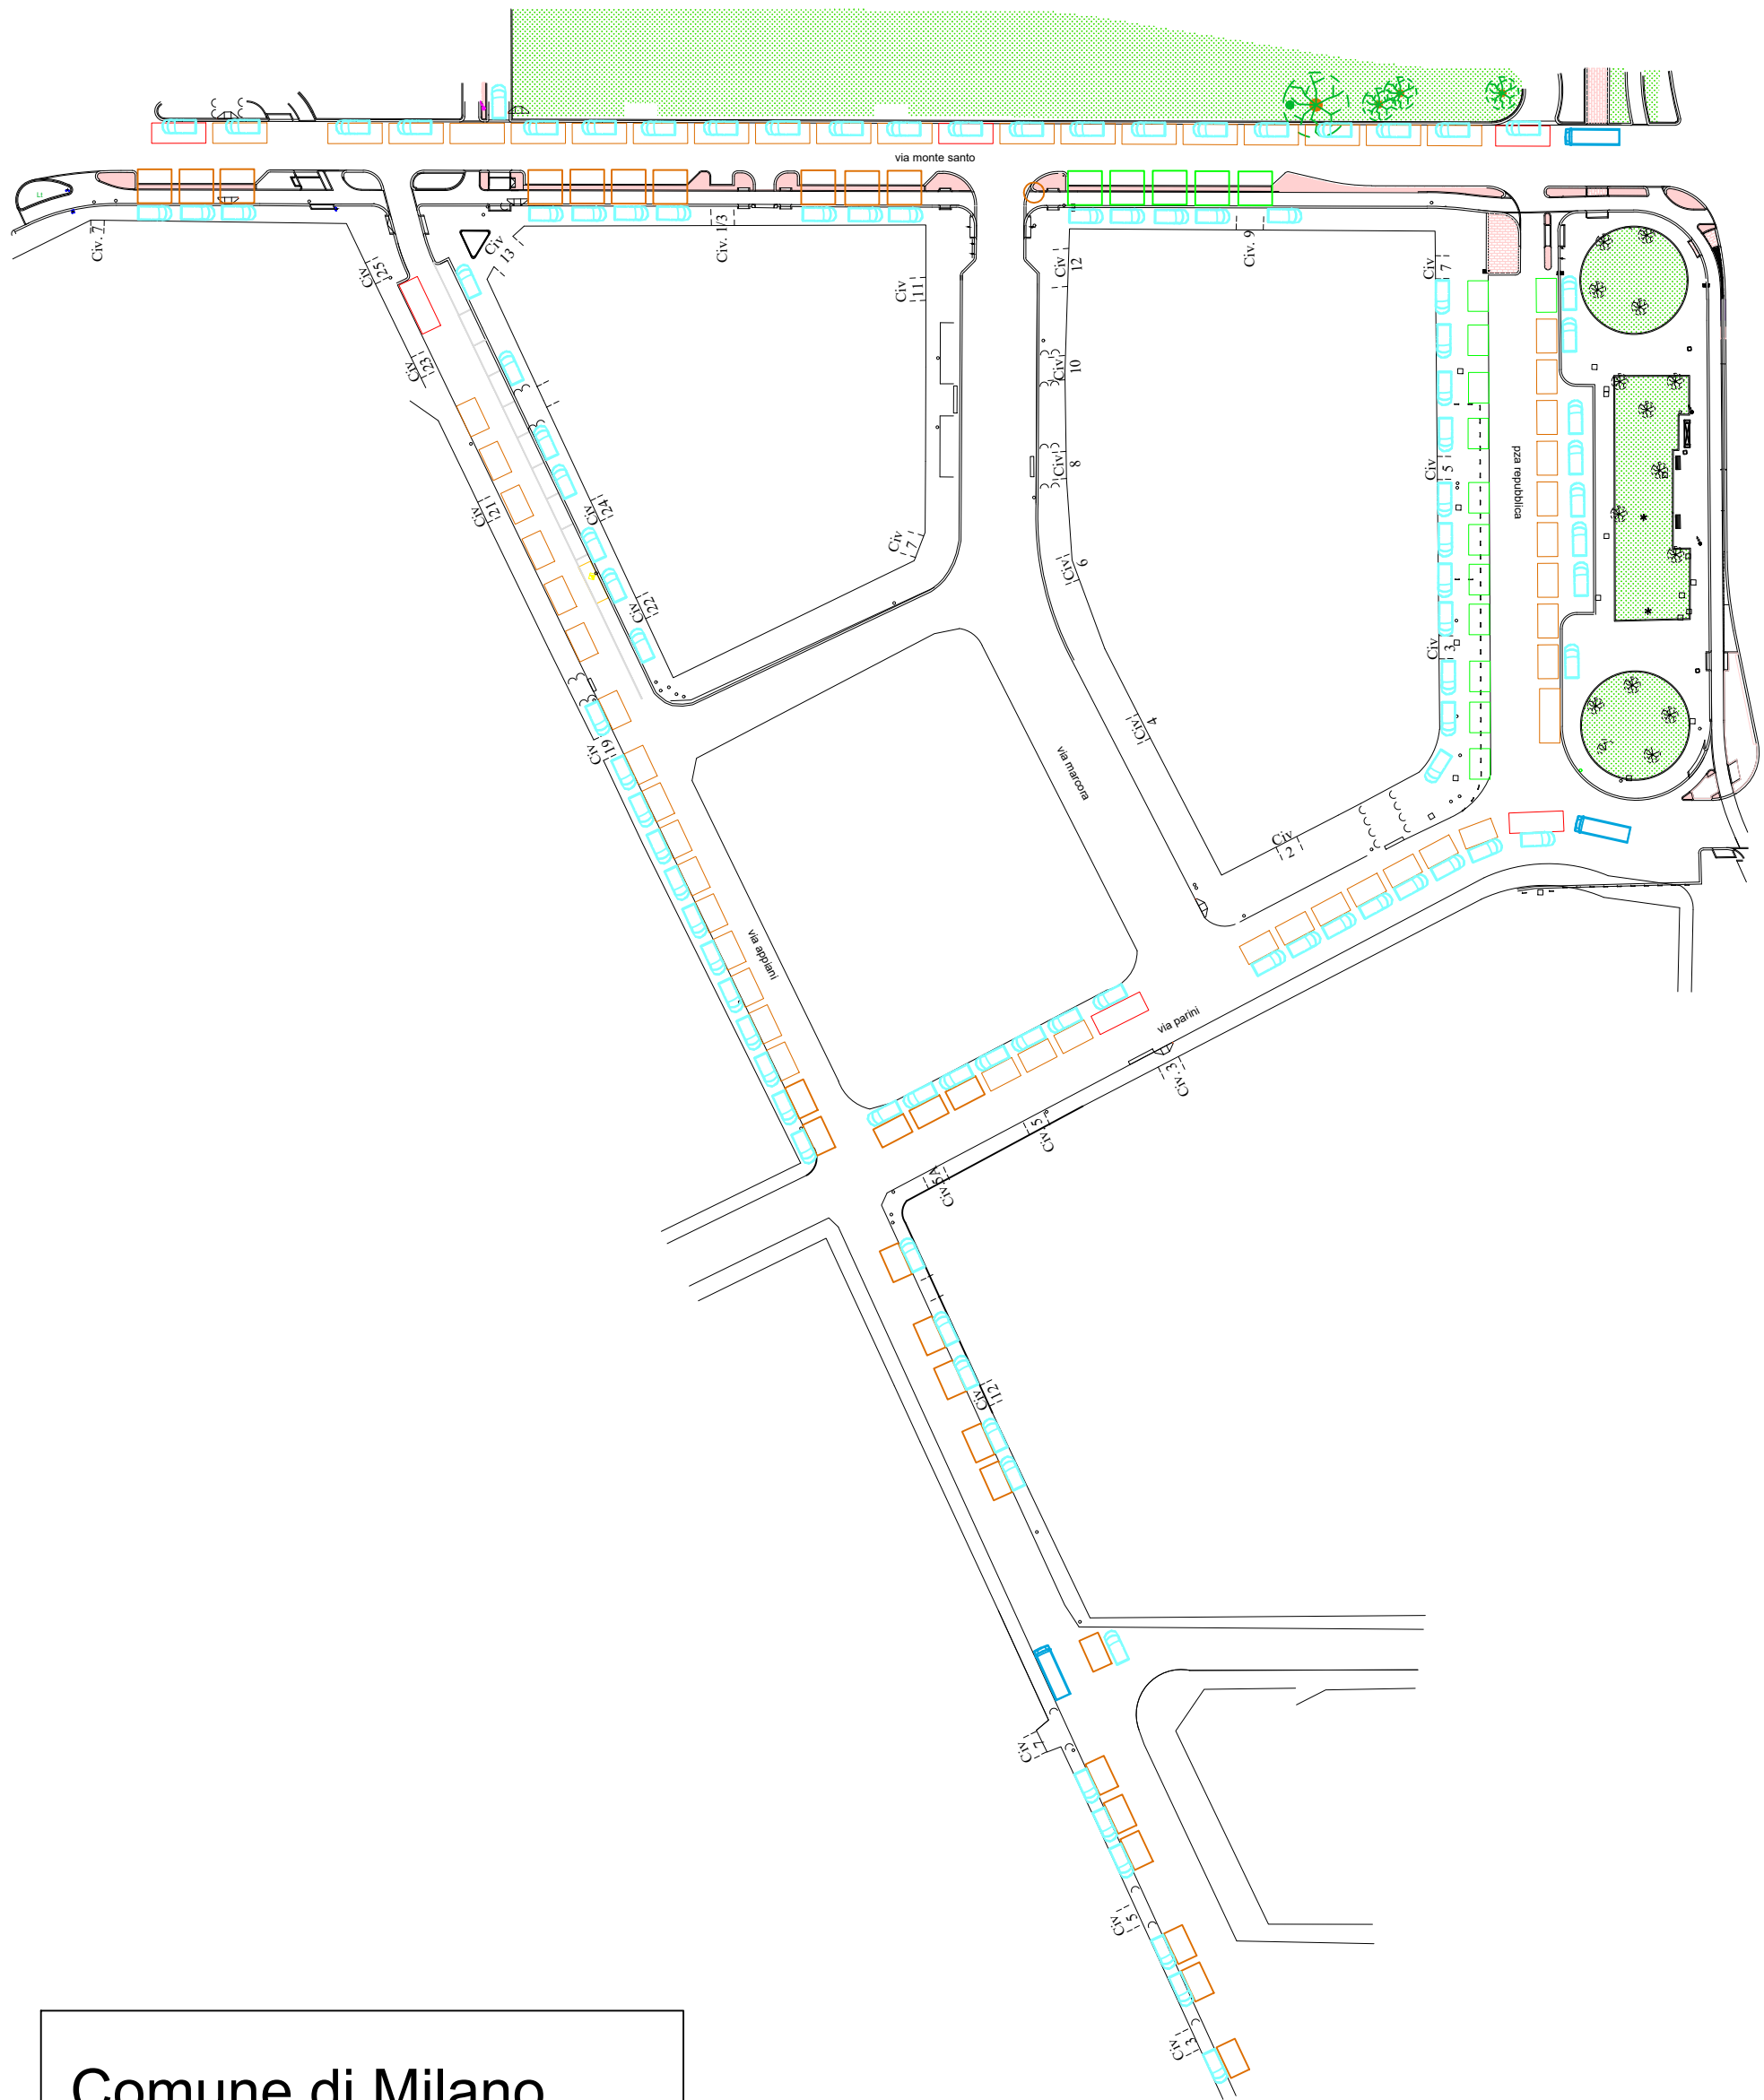 via monte santo
L1
Civ. 7
Civ 25
Civ 13
Civ. 1/3
Civ 11
Civ 12
Civ. 9
Civ 7
Civ 23
Civ 10
Civ 8
Civ 5
pza repubblica
Civ 21
Civ 24
Civ 7
Civ 6
Civ 22
Civ 3
Civ 19
Civ 4
via marcora
Civ 2
via appiani
via parini
Civ. 3
Civ. 5
Civ. 5A
Civ 12
Civ 7
Civ 5
Civ 3
Comune di Milano